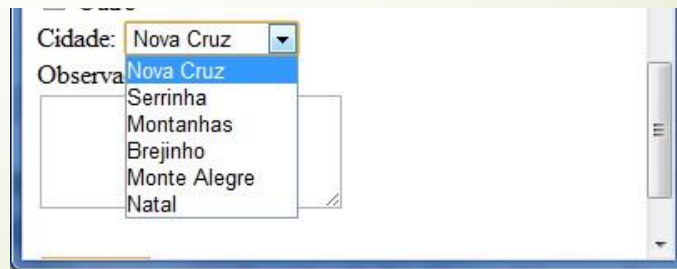 Cidade: Nova Cruz
Observa
Nova Cruz
Serrinha
Montanhas
Brejinho
Monte Alegre
Natal